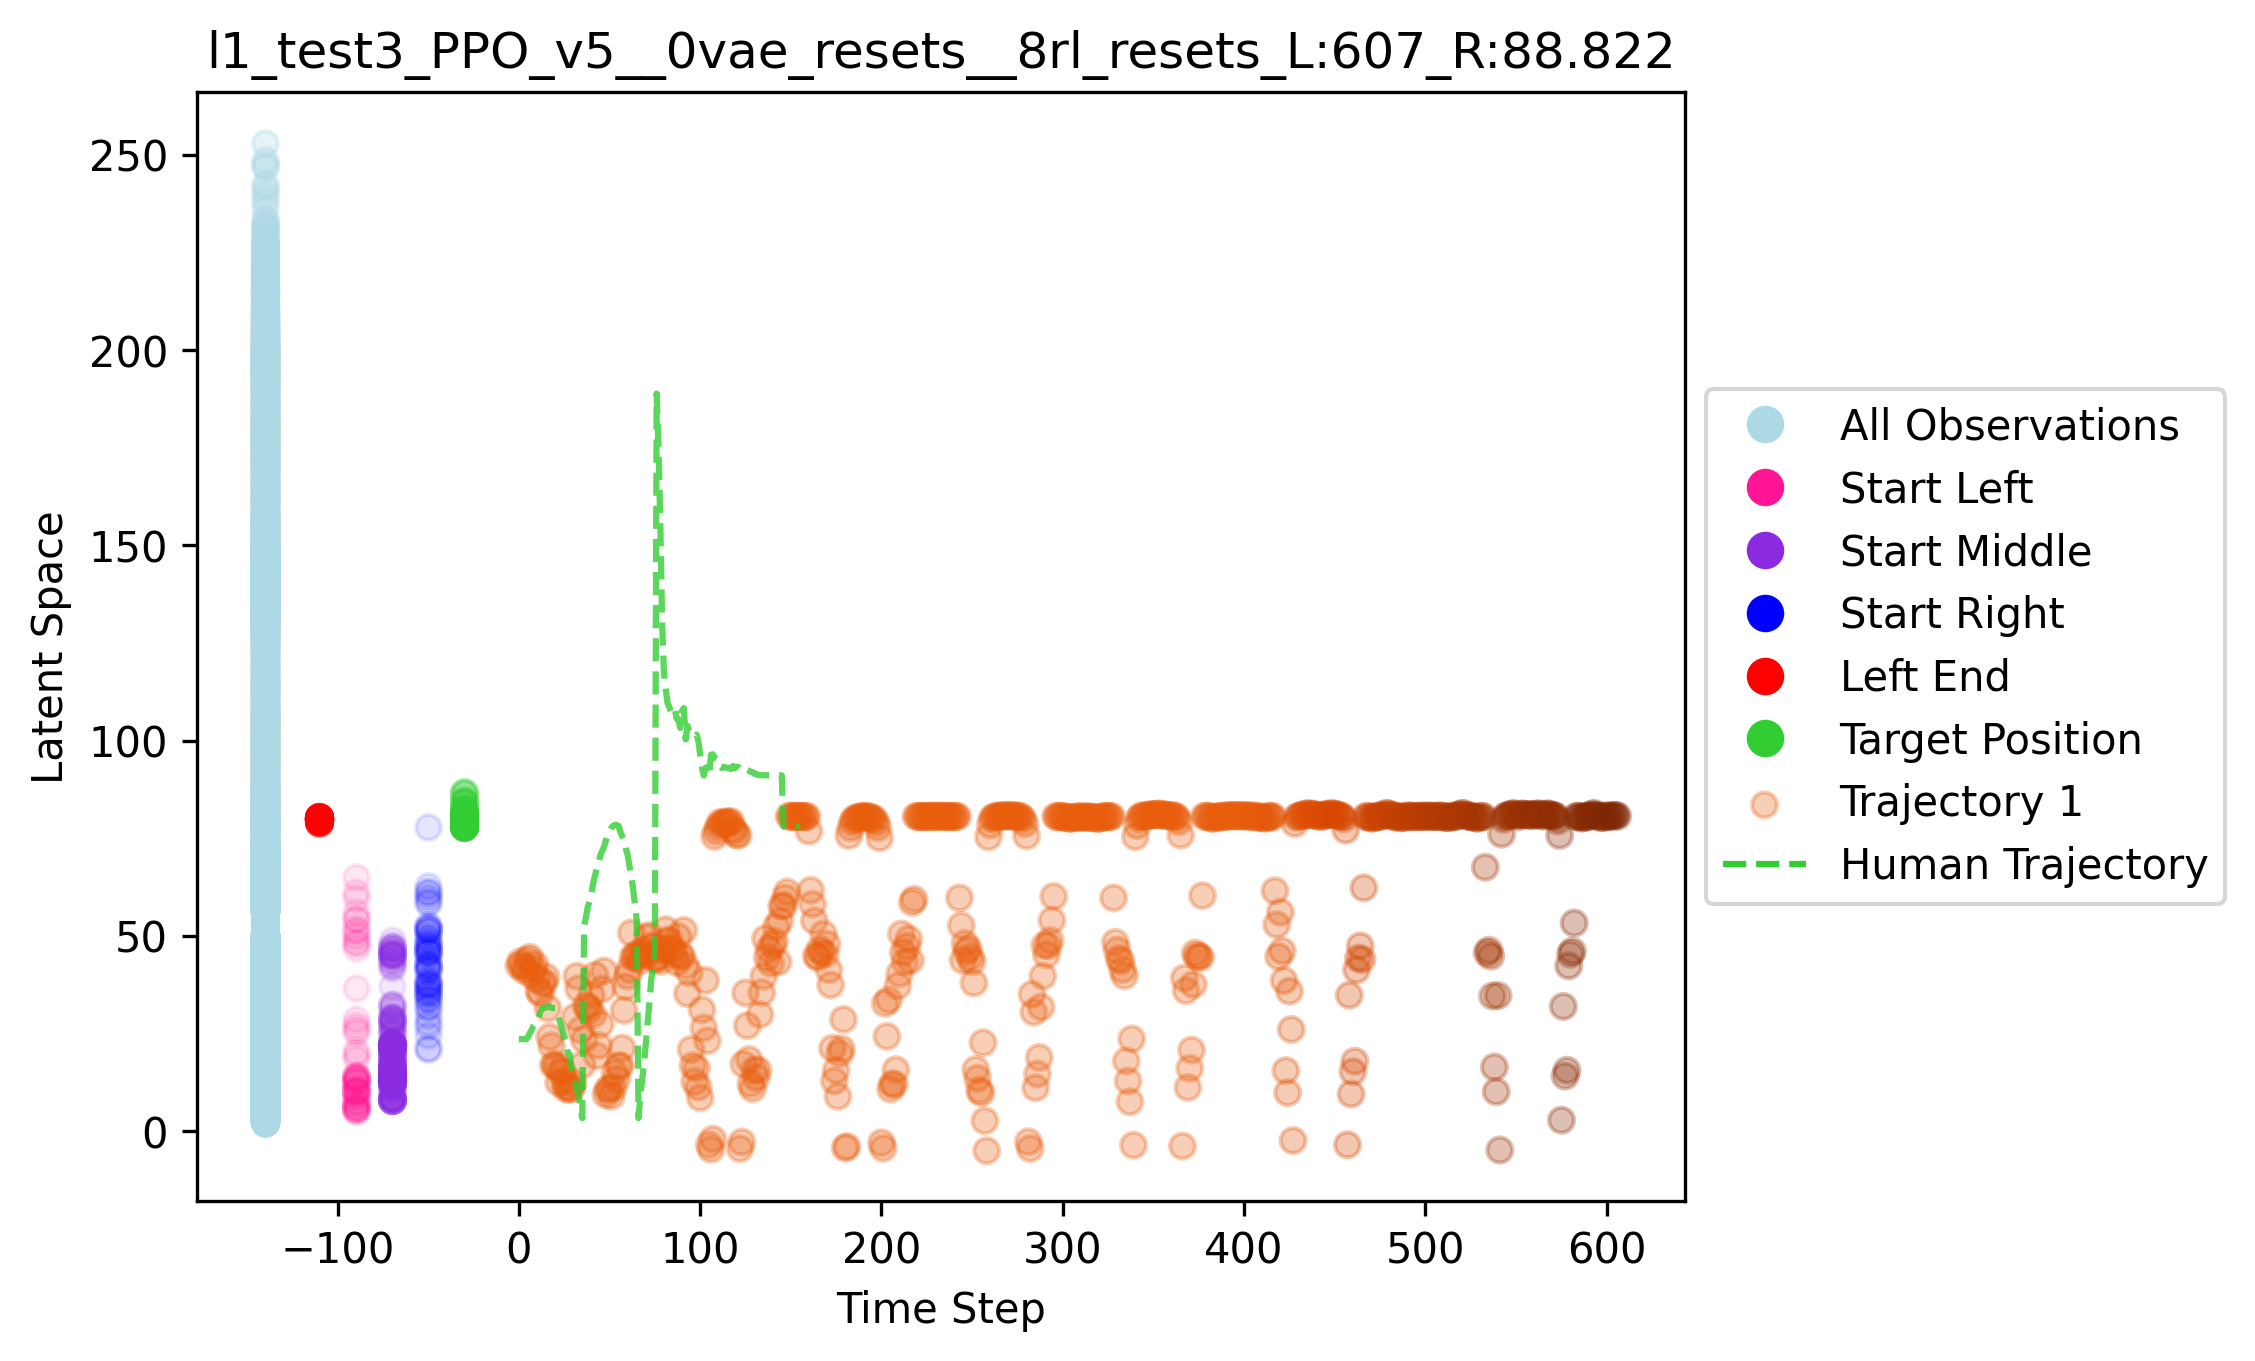 l1_test3_PPO_v5__0vae_resets__8rl_resets_L:607_R:88.822
250
200
150
100
50
0
Latent Space
−100 0 100 200 300 400 500 600
Time Step
All Observations
Start Left
Start Middle
Start Right
Left End
Target Position
Trajectory 1
Human Trajectory